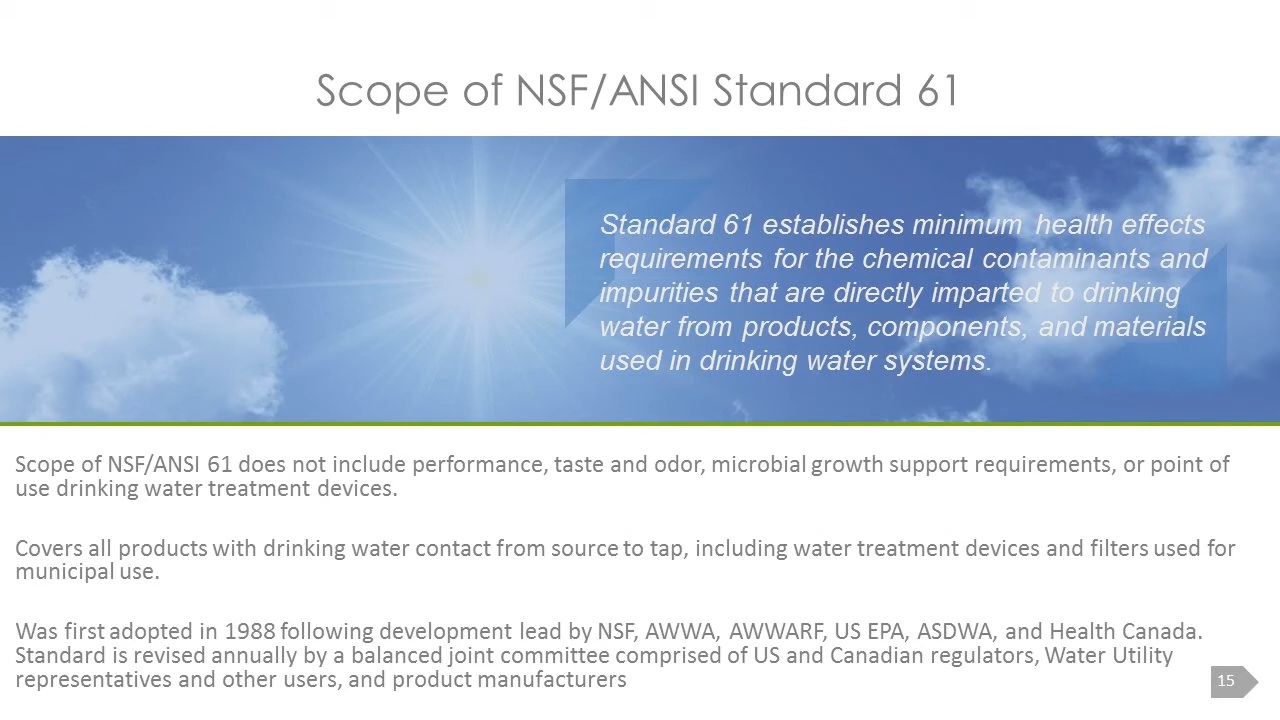 Scope of NSF/ANSI Standard 61
Standard 61 establishes minimum health effects
requirements for the chemical contaminants and
impurities that are directly imparted to drinking
water from products, components, and materials
used in drinking water systems.
Scope of NSF/ANSI 61 does not include performance, taste and odor, microbial growth support requirements, or point of
use drinking water treatment devices.
Covers all products with drinking water contact from source to tap, including water treatment devices and filters used for
municipal use.
Was first adopted in 1988 following development lead by NSF, AWWA, AWWARF, US EPA, ASDWA, and Health Canada.
Standard is revised annually by a balanced joint committee comprised of US and Canadian regulators, Water Utility
representatives and other users, and product manufacturers
15